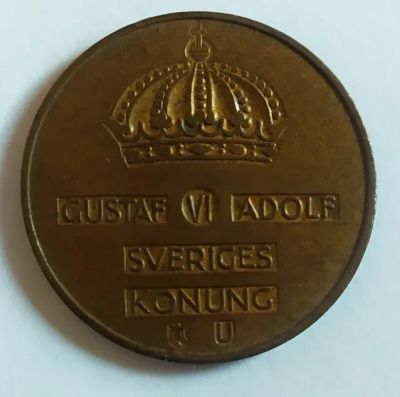 GUSTAF VI ADOLF
SVERIGES
KONUNG
U